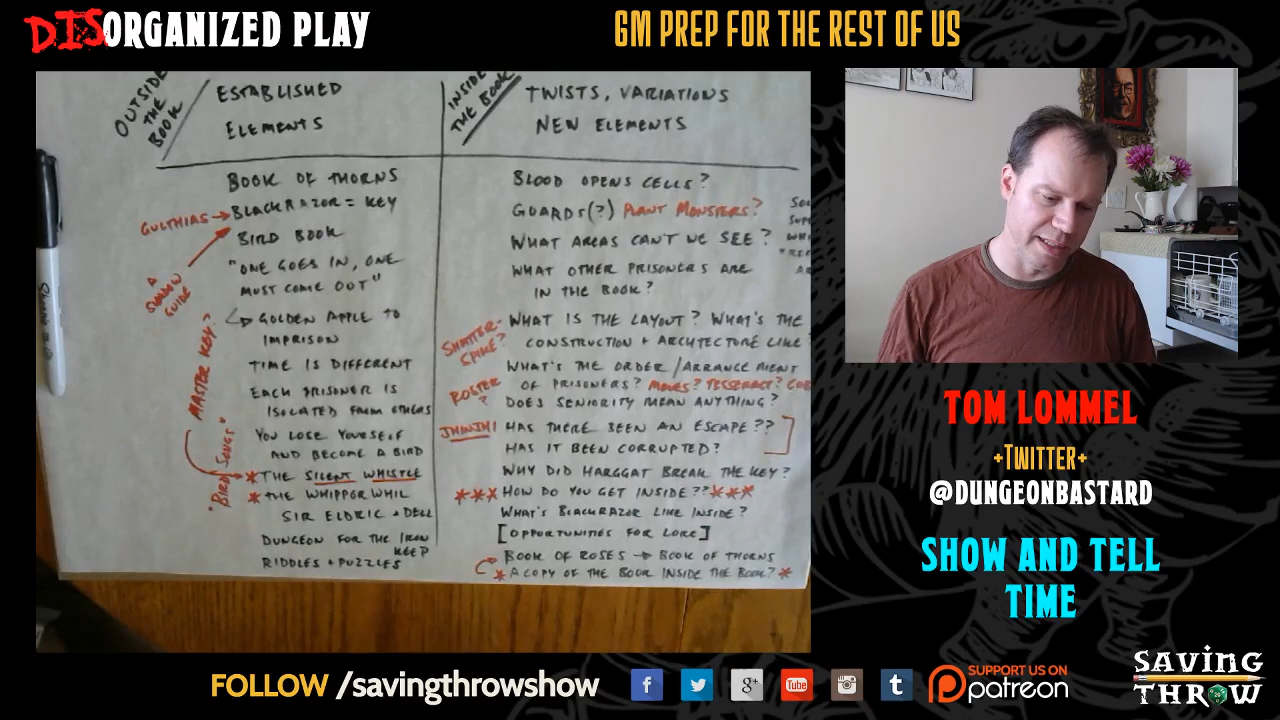 DISORGANIZED PLAY
GM PREP FOR THE REST OF US
OUTSIDE THE BOOK
ESTABLISHED
ELEMENTS
BOOK OF THORNS
GULTHIAS → BLACKRAZOR = KEY
BIRD BOOK
"ONE GOES IN, ONE
MUST COME OUT"
A SHADOW GUIDE
GOLDEN APPLE TO
IMPRISON
MASTER KEY?
TIME IS DIFFERENT
EACH PRISONER IS
ISOLATED FROM OTHERS
YOU LOSE YOURSELF
AND BECOME A BIRD
"BIRD SONGS"
* THE SILENT WHISTLE
* THE WHIPPERWHIL
SIR ELDRIC + DELL
DUNGEON FOR THE IRON
KEEP
RIDDLES + PUZZLES
INSIDE THE BOOK
TWISTS, VARIATIONS
NEW ELEMENTS
BLOOD OPENS CELLS?
GUARDS(?) PLANT MONSTERS?
WHAT AREAS CAN'T WE SEE?
WHAT OTHER PRISONERS ARE
IN THE BOOK?
WHAT IS THE LAYOUT? WHAT'S THE
SHATTER-
SPIKE?
CONSTRUCTION + ARCHITECTURE LIKE
WHAT'S THE ORDER/ARRANGEMENT
ROSTER?
OF PRISONERS? MAZES? TESSERACT?
DOES SENIORITY MEAN ANYTHING?
JHINJHI HAS THERE BEEN AN ESCAPE??
HAS IT BEEN CORRUPTED?
WHY DID HARGGAT BREAK THE KEY?
*** HOW DO YOU GET INSIDE?? ***
WHAT'S BLACKRAZOR LIKE INSIDE?
[OPPORTUNITIES FOR LORE]
BOOK OF ROSES → BOOK OF THORNS
* A COPY OF THE BOOK INSIDE THE BOOK? *
TOM LOMMEL
+TWITTER+
@DUNGEONBASTARD
SHOW AND TELL
TIME
FOLLOW /savingthrowshow
f
g+
You Tube
t
SUPPORT US ON
patreon
SAVING
THROW